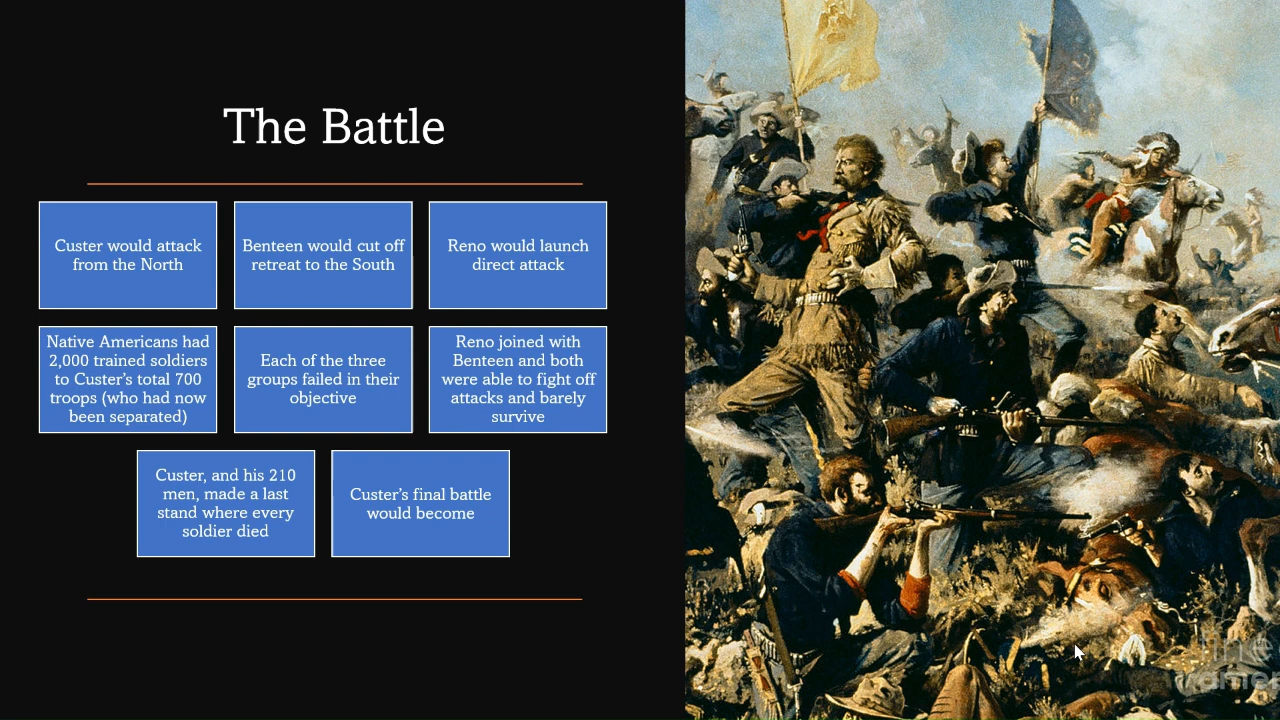 The Battle
Custer would attack
from the North
Benteen would cut off
retreat to the South
Reno would launch
direct attack
Native Americans had
2,000 trained soldiers
to Custer's total 700
troops (who had now
been separated)
Each of the three
groups failed in their
objective
Reno joined with
Benteen and both
were able to fight off
attacks and barely
survive
Custer, and his 210
men, made a last
stand where every
soldier died
Custer's final battle
would become